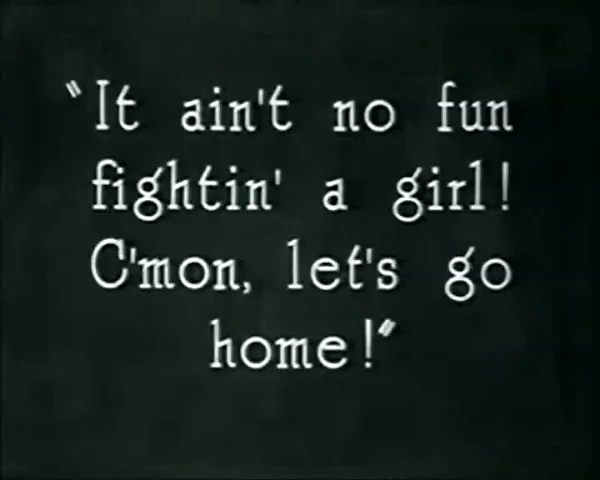 "It ain't no fun
fightin' a girl!
C'mon, let's go
home!"